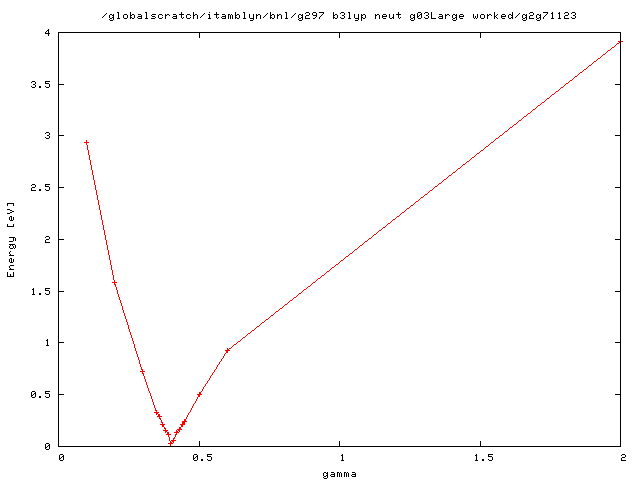 /globalscratch/itamblyn/bnl/g297 b3lyp neut g03Large worked/g2g71123
4
3.5
3
2.5
2
1.5
1
0.5
0
Energy [eV]
0 0.5 1 1.5 2
gamma